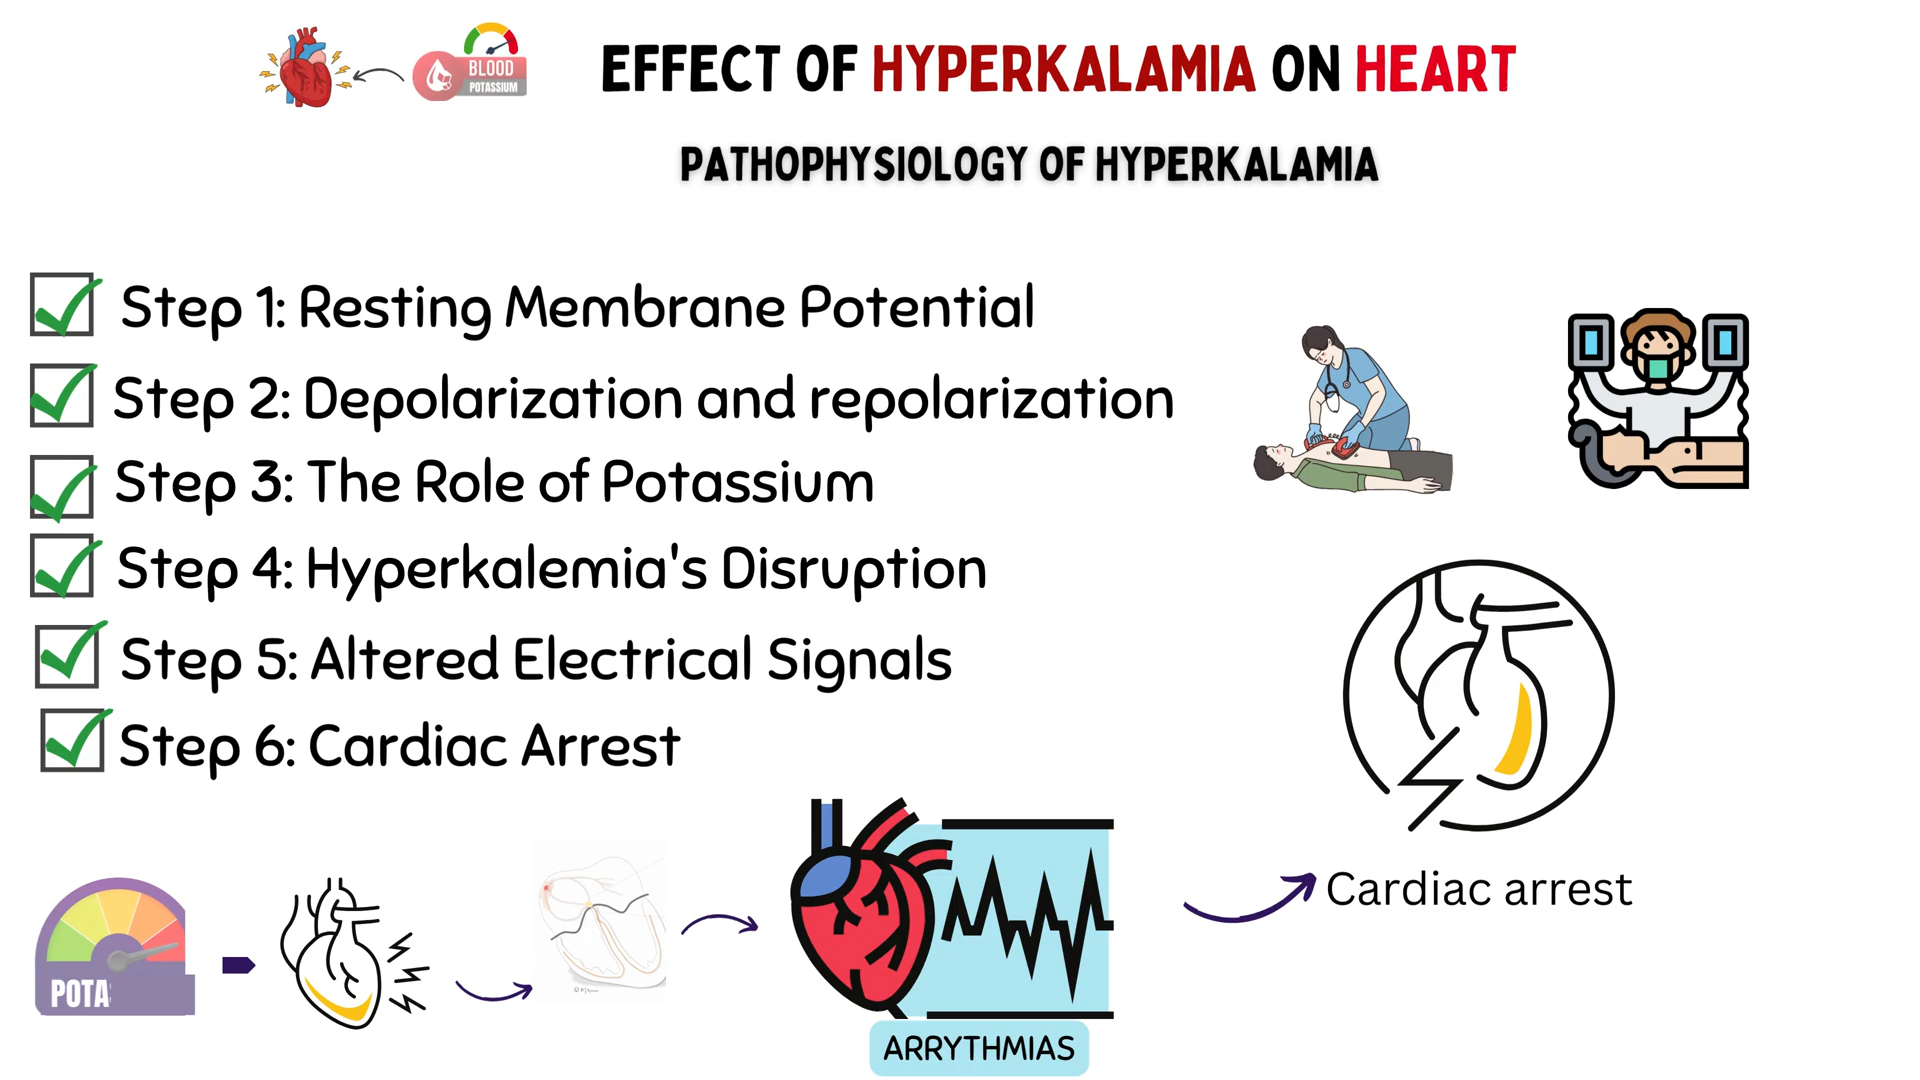 BLOOD
POTASSIUM
EFFECT OF HYPERKALAMIA ON HEART
PATHOPHYSIOLOGY OF HYPERKALAMIA
Step 1: Resting Membrane Potential
Step 2: Depolarization and repolarization
Step 3: The Role of Potassium
Step 4: Hyperkalemia's Disruption
Step 5: Altered Electrical Signals
Step 6: Cardiac Arrest
POTA
ARRYTHMIAS
Cardiac arrest